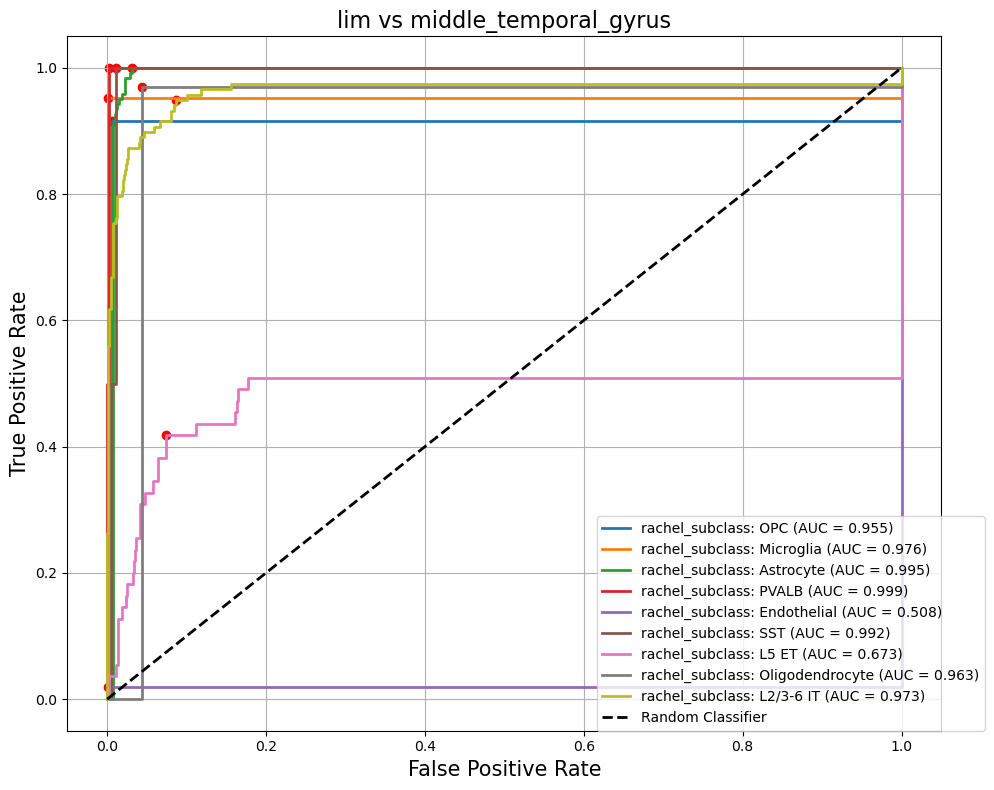 lim vs middle_temporal_gyrus
True Positive Rate
1.0
0.8
0.6
0.4
0.2
0.0
0.0 0.2 0.4 0.6 0.8 1.0
False Positive Rate
rachel_subclass: OPC (AUC = 0.955)
rachel_subclass: Microglia (AUC = 0.976)
rachel_subclass: Astrocyte (AUC = 0.995)
rachel_subclass: PVALB (AUC = 0.999)
rachel_subclass: Endothelial (AUC = 0.508)
rachel_subclass: SST (AUC = 0.992)
rachel_subclass: L5 ET (AUC = 0.673)
rachel_subclass: Oligodendrocyte (AUC = 0.963)
rachel_subclass: L2/3-6 IT (AUC = 0.973)
Random Classifier